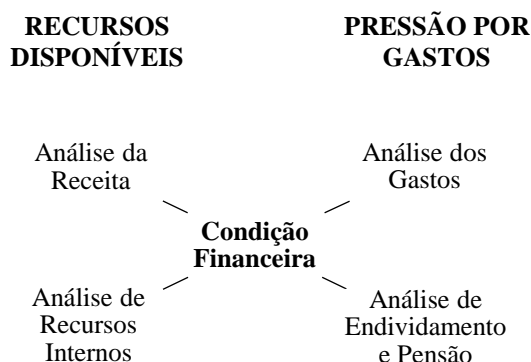 RECURSOS
DISPONÍVEIS
PRESSÃO POR
GASTOS
Análise da
Receita
Análise dos
Gastos
Condição
Financeira
Análise de
Recursos
Internos
Análise de
Endividamento
e Pensão